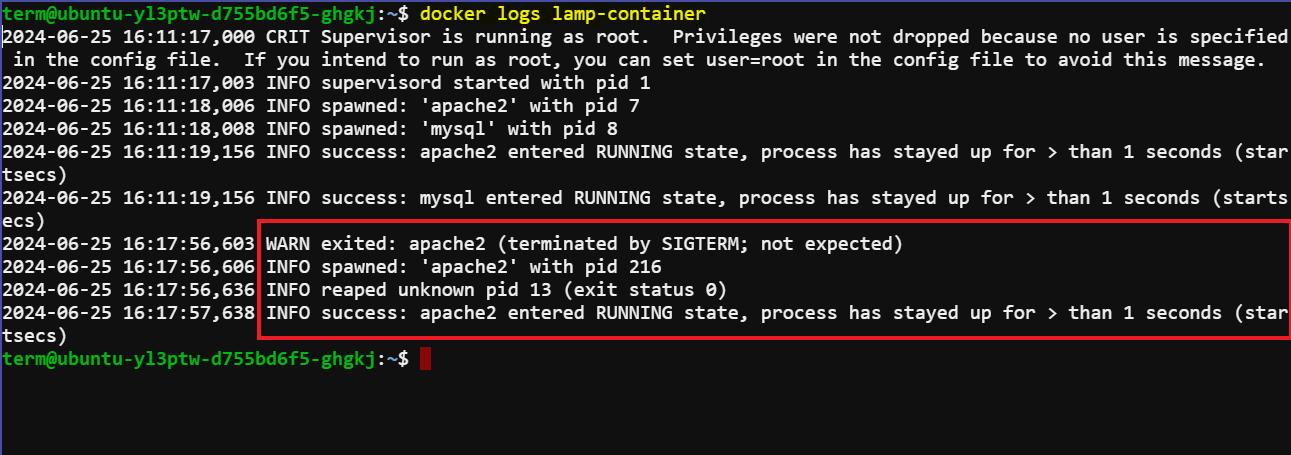 term@ubuntu-yl3ptw-d755bd6f5-ghgkj:~$ docker logs lamp-container
2024-06-25 16:11:17,000 CRIT Supervisor is running as root.  Privileges were not dropped because no user is specified
 in the config file.  If you intend to run as root, you can set user=root in the config file to avoid this message.
2024-06-25 16:11:17,003 INFO supervisord started with pid 1
2024-06-25 16:11:18,006 INFO spawned: 'apache2' with pid 7
2024-06-25 16:11:18,008 INFO spawned: 'mysql' with pid 8
2024-06-25 16:11:19,156 INFO success: apache2 entered RUNNING state, process has stayed up for > than 1 seconds (star
tsecs)
2024-06-25 16:11:19,156 INFO success: mysql entered RUNNING state, process has stayed up for > than 1 seconds (starts
ecs)
2024-06-25 16:17:56,603 WARN exited: apache2 (terminated by SIGTERM; not expected)
2024-06-25 16:17:56,606 INFO spawned: 'apache2' with pid 216
2024-06-25 16:17:56,636 INFO reaped unknown pid 13 (exit status 0)
2024-06-25 16:17:57,638 INFO success: apache2 entered RUNNING state, process has stayed up for > than 1 seconds (star
tsecs)
term@ubuntu-yl3ptw-d755bd6f5-ghgkj:~$